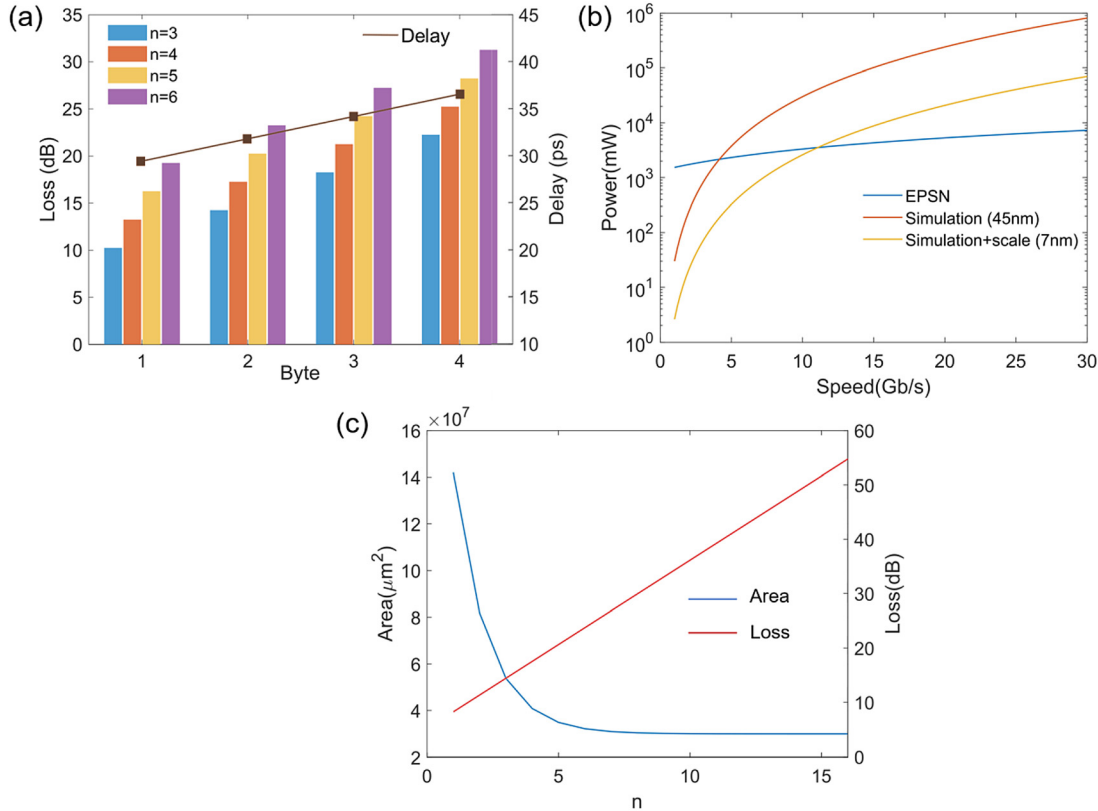 (a)
35
30
25
20
15
10
5
0
Loss (dB)
n=3
n=4
n=5
n=6
Delay
45
40
35
30
25
20
15
10
Delay (ps)
1 2 3 4
Byte
(b)
10^6
10^5
10^4
10^3
10^2
10^1
10^0
Power(mW)
EPSN
Simulation (45nm)
Simulation+scale (7nm)
0 5 10 15 20 25 30
Speed(Gb/s)
(c)
×10^7
16
14
12
10
8
6
4
2
Area(μm^2)
Area
Loss
60
50
40
30
20
10
0
Loss(dB)
0 5 10 15
n